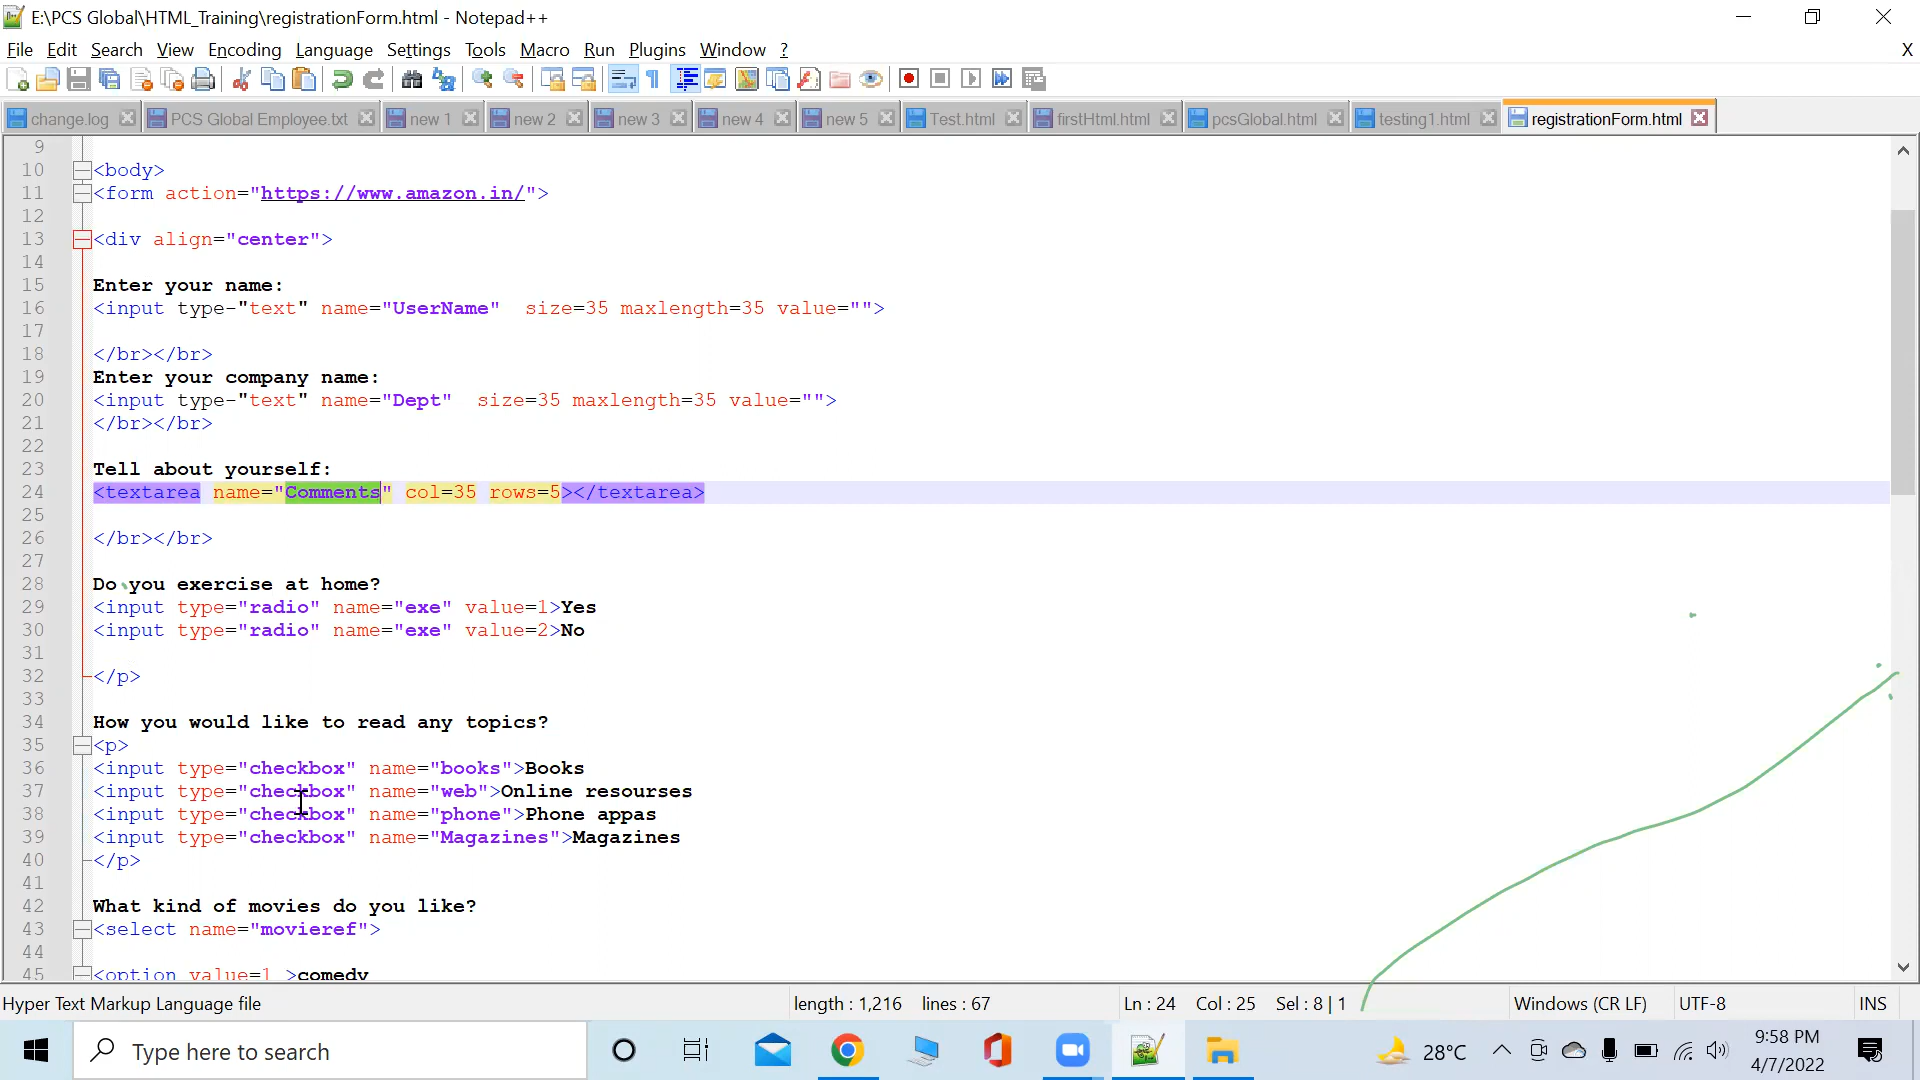 E:\PCS Global\HTML_Training\registrationForm.html - Notepad++
File Edit Search View Encoding Language Settings Tools Macro Run Plugins Window ? X
change.log PCS Global Employee.txt new 1 new 2 new 3 new 4 new 5 Test.html firstHtml.html pcsGlobal.html testing1.html registrationForm.html
9
10 <body>
11 <form action="https://www.amazon.in/">
12
13 <div align="center">
14
15 Enter your name:
16 <input type-"text" name="UserName"  size=35 maxlength=35 value="">
17
18 </br></br>
19 Enter your company name:
20 <input type-"text" name="Dept"  size=35 maxlength=35 value="">
21 </br></br>
22
23 Tell about yourself:
24 <textarea name="Comments" col=35 rows=5></textarea>
25
26 </br></br>
27
28 Do you exercise at home?
29 <input type="radio" name="exe" value=1>Yes
30 <input type="radio" name="exe" value=2>No
31
32 </p>
33
34 How you would like to read any topics?
35 <p>
36 <input type="checkbox" name="books">Books
37 <input type="checkbox" name="web">Online resourses
38 <input type="checkbox" name="phone">Phone appas
39 <input type="checkbox" name="Magazines">Magazines
40 </p>
41
42 What kind of movies do you like?
43 <select name="movieref">
44
45 <option value=1 >comedy
Hyper Text Markup Language file length : 1,216 lines : 67 Ln : 24 Col : 25 Sel : 8 | 1 Windows (CR LF) UTF-8 INS
Type here to search 28°C 9:58 PM
4/7/2022